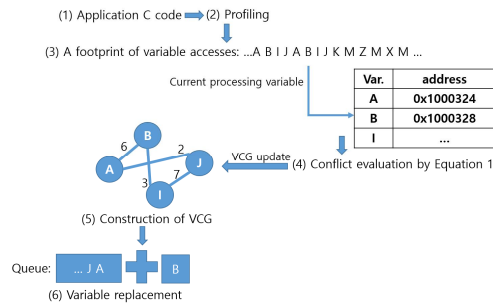 (1) Application C code
(2) Profiling
(3) A footprint of variable accesses: ...A B I J A B I J K M Z M X M ...
Current processing variable
Var. address
A 0x1000324
B 0x1000328
I ...
(4) Conflict evaluation by Equation 1
VCG update
B
6
2
J
A
7
3
I
(5) Construction of VCG
Queue: ... J A B
(6) Variable replacement